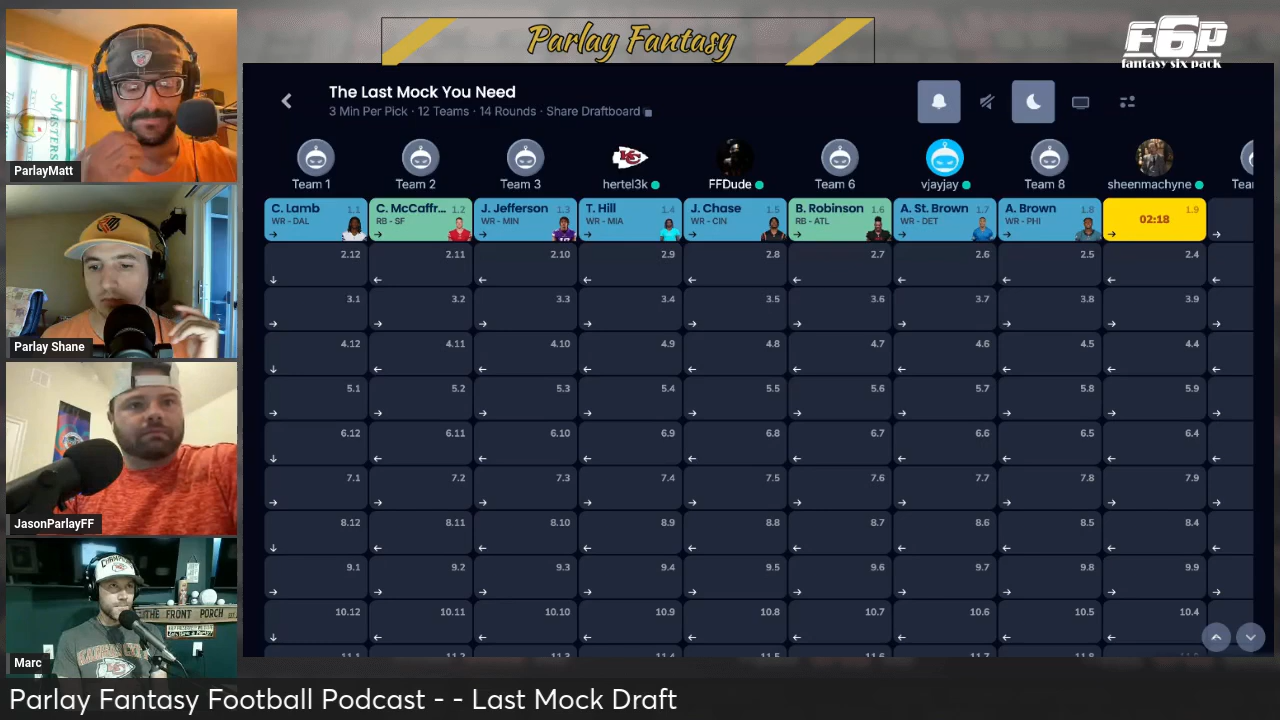 Parlay Fantasy
F6P
fantasy six pack
The Last Mock You Need
3 Min Per Pick · 12 Teams · 14 Rounds · Share Draftboard
Team 1
Team 2
Team 3
hertel3k
FFDude
Team 6
vjayjay
Team 8
sheenmachyne
C. Lamb 1.1
WR - DAL
C. McCaffr... 1.2
RB - SF
J. Jefferson 1.3
WR - MIN
T. Hill 1.4
WR - MIA
J. Chase 1.5
WR - CIN
B. Robinson 1.6
RB - ATL
A. St. Brown 1.7
WR - DET
A. Brown 1.8
WR - PHI
1.9
02:18
2.12 2.11 2.10 2.9 2.8 2.7 2.6 2.5 2.4
3.1 3.2 3.3 3.4 3.5 3.6 3.7 3.8 3.9
4.12 4.11 4.10 4.9 4.8 4.7 4.6 4.5 4.4
5.1 5.2 5.3 5.4 5.5 5.6 5.7 5.8 5.9
6.12 6.11 6.10 6.9 6.8 6.7 6.6 6.5 6.4
7.1 7.2 7.3 7.4 7.5 7.6 7.7 7.8 7.9
8.12 8.11 8.10 8.9 8.8 8.7 8.6 8.5 8.4
9.1 9.2 9.3 9.4 9.5 9.6 9.7 9.8 9.9
10.12 10.11 10.10 10.9 10.8 10.7 10.6 10.5 10.4
ParlayMatt
Parlay Shane
JasonParlayFF
Marc
THE FRONT PORCH
Parlay Fantasy Football Podcast - - Last Mock Draft